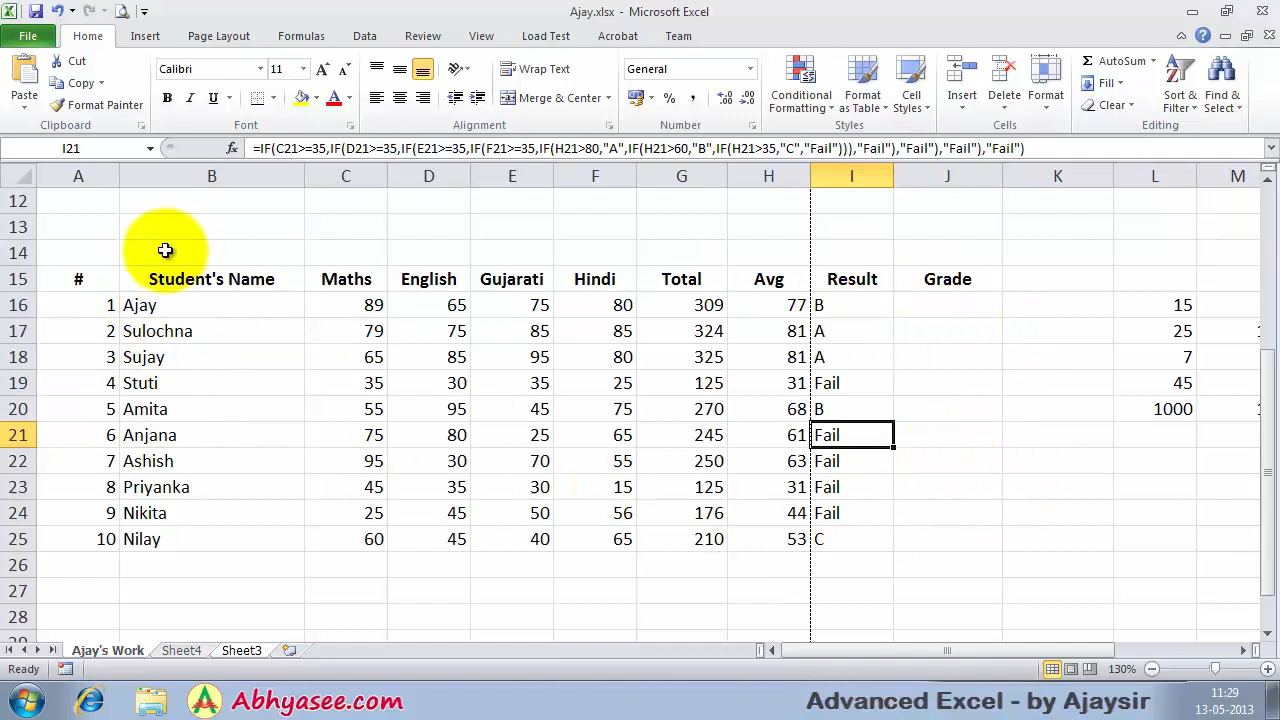 Ajay.xlsx - Microsoft Excel
File Home Insert Page Layout Formulas Data Review View Load Test Acrobat Team
Paste Cut Calibri 11 Wrap Text General Conditional Formatting Format as Table Cell Styles Insert Delete Format AutoSum Sort & Filter Find & Select
Copy Merge & Center Fill
Format Painter Clear
Clipboard Font Alignment Number Styles Cells Editing
I21 fx =IF(C21>=35,IF(D21>=35,IF(E21>=35,IF(F21>=35,IF(H21>80,"A",IF(H21>60,"B",IF(H21>35,"C","Fail"))),"Fail"),"Fail"),"Fail"),"Fail")
A B C D E F G H I J K L M
12
13
14
15 # Student's Name Maths English Gujarati Hindi Total Avg Result Grade
16 1 Ajay 89 65 75 80 309 77 B 15
17 2 Sulochna 79 75 85 85 324 81 A 25
18 3 Sujay 65 85 95 80 325 81 A 7
19 4 Stuti 35 30 35 25 125 31 Fail 45
20 5 Amita 55 95 45 75 270 68 B 1000
21 6 Anjana 75 80 25 65 245 61 Fail
22 7 Ashish 95 30 70 55 250 63 Fail
23 8 Priyanka 45 35 30 15 125 31 Fail
24 9 Nikita 25 45 50 56 176 44 Fail
25 10 Nilay 60 45 40 65 210 53 C
26
27
28
Ajay's Work Sheet4 Sheet3
Ready 130%
Abhyasee.com Advanced Excel - by Ajaysir 11:29
13-05-2013